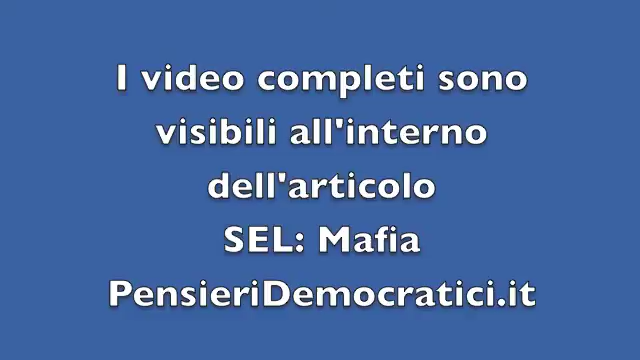 I video completi sono
visibili all'interno
dell'articolo
SEL: Mafia
PensieriDemocratici.it